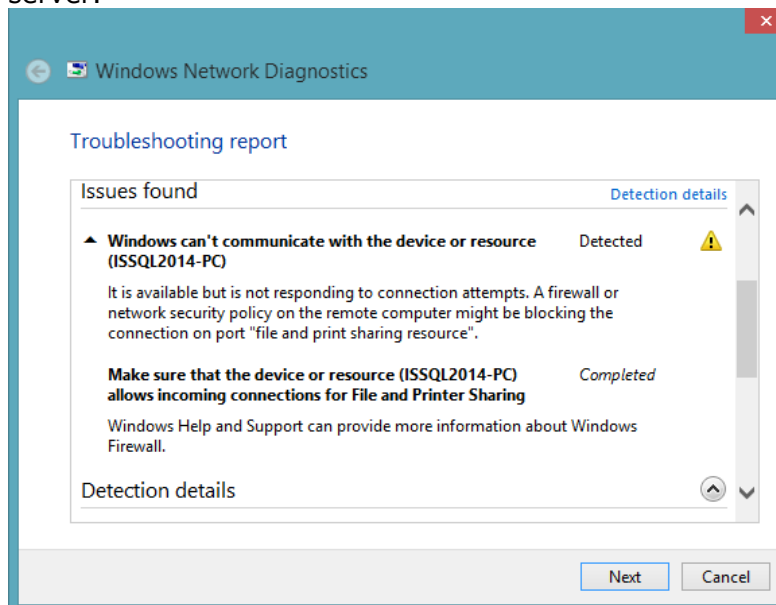 server.
Windows Network Diagnostics
Troubleshooting report
Issues found Detection details
Windows can't communicate with the device or resource Detected
(ISSQL2014-PC)
It is available but is not responding to connection attempts. A firewall or
network security policy on the remote computer might be blocking the
connection on port "file and print sharing resource".
Make sure that the device or resource (ISSQL2014-PC) Completed
allows incoming connections for File and Printer Sharing
Windows Help and Support can provide more information about Windows
Firewall.
Detection details
Next Cancel